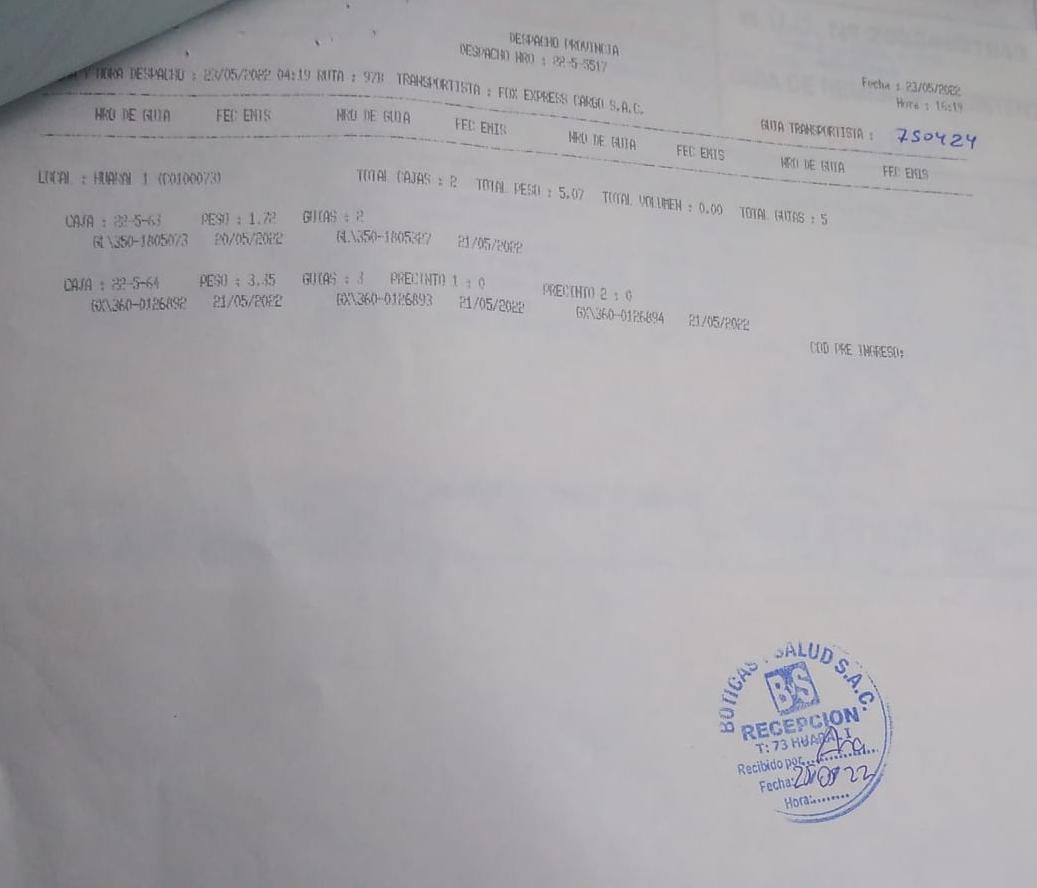 DESPACHO PROVINCIA
DESPACHO NRO : 22-5-5517
Fecha : 23/05/2022
Hora : 16:19
Y HORA DESPACHO : 23/05/2022 04:19 RUTA : 97B TRANSPORTISTA : FOX EXPRESS CARGO S.A.C.
GUIA TRANSPORTISTA : 750424
NRO DE GUIA FEC EMIS NRO DE GUIA FEC EMIS NRO DE GUIA FEC EMIS NRO DE GUIA FEC EMIS
LOCAL : HUARAL 1 (C0100073) TOTAL CAJAS : 2 TOTAL PESO : 5.07 TOTAL VOLUMEN : 0.00 TOTAL GUIAS : 5
CAJA : 22-5-63 PESO : 1.72 GUIAS : 2
GL\350-1805073 20/05/2022 GL\350-1805327 21/05/2022
CAJA : 22-5-64 PESO : 3.35 GUIAS : 3 PRECINTO 1 : 0 PRECINTO 2 : 0
GX\360-0126892 21/05/2022 GX\360-0126893 21/05/2022 GX\360-0126894 21/05/2022
COD PRE INGRESO:
BOTICAS SALUD S.A.C.
BS
RECEPCION
T: 73 HUARAL I
Recibido por:
Fecha:
Hora: